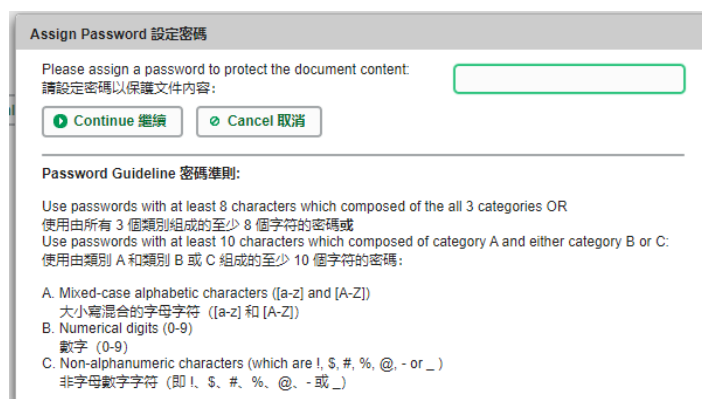 Assign Password 設定密碼
Please assign a password to protect the document content:
請設定密碼以保護文件內容：
Continue 繼續
Cancel 取消
Password Guideline 密碼準則:
Use passwords with at least 8 characters which composed of the all 3 categories OR
使用由所有 3 個類別組成的至少 8 個字符的密碼或
Use passwords with at least 10 characters which composed of category A and either category B or C:
使用由類別 A 和類別 B 或 C 組成的至少 10 個字符的密碼：
A. Mixed-case alphabetic characters ([a-z] and [A-Z])
大小寫混合的字母字符（[a-z] 和 [A-Z]）
B. Numerical digits (0-9)
數字（0-9）
C. Non-alphanumeric characters (which are !, $, #, %, @, - or _ )
非字母數字字符（即 !、$、#、%、@、- 或 _）